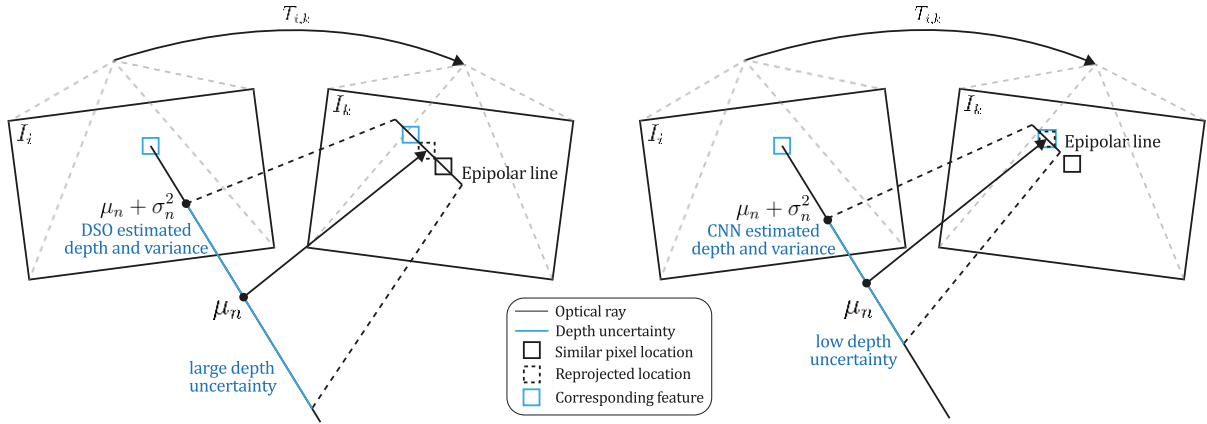 T_{i,k}
I_i
I_k
Epipolar line
μ_n + σ_n^2
DSO estimated
depth and variance
μ_n
large depth
uncertainty
T_{i,k}
I_i
I_k
Epipolar line
μ_n + σ_n^2
CNN estimated
depth and variance
μ_n
low depth
uncertainty
Optical ray
Depth uncertainty
Similar pixel location
Reprojected location
Corresponding feature